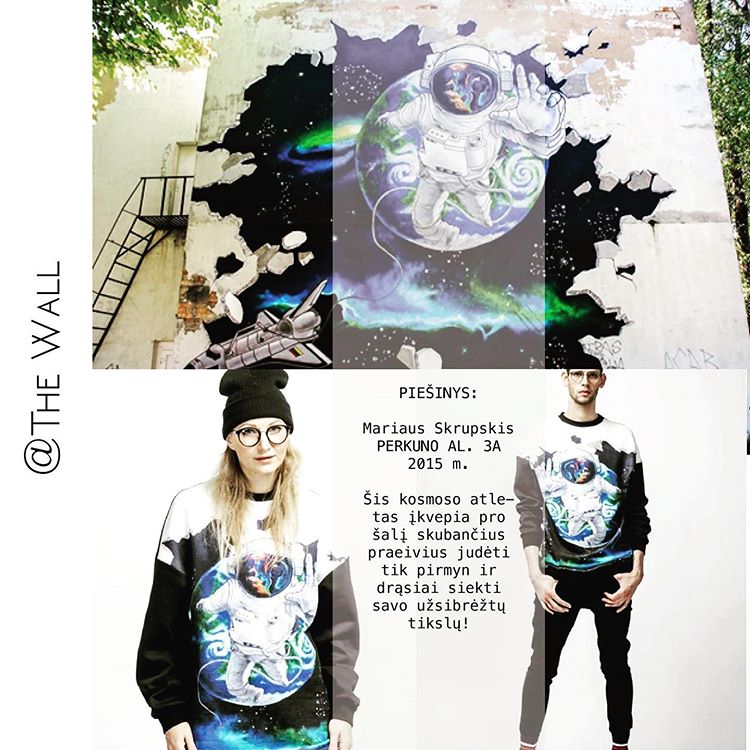 @The Wall
PIEŠINYS:
Mariaus Skrupskis
PERKUNO AL. 3A
2015 m.
Šis kosmoso atle-
tas įkvepia pro
šalį skubančius
praeivius judėti
tik pirmyn ir
drąsiai siekti
savo užsibrėžtų
tikslų!
ACAB